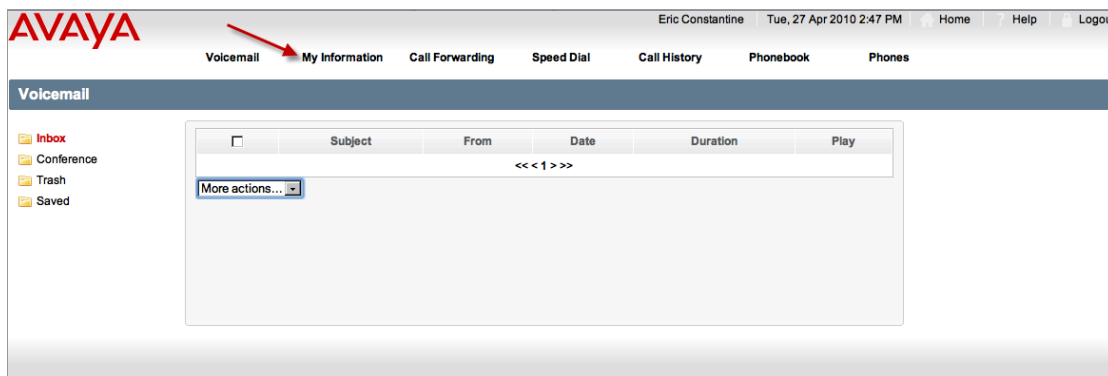 AVAYA
Eric Constantine Tue, 27 Apr 2010 2:47 PM Home ? Help Logou
Voicemail My Information Call Forwarding Speed Dial Call History Phonebook Phones
Voicemail
Inbox
Conference
Trash
Saved
Subject From Date Duration Play
<< < 1 > >>
More actions...